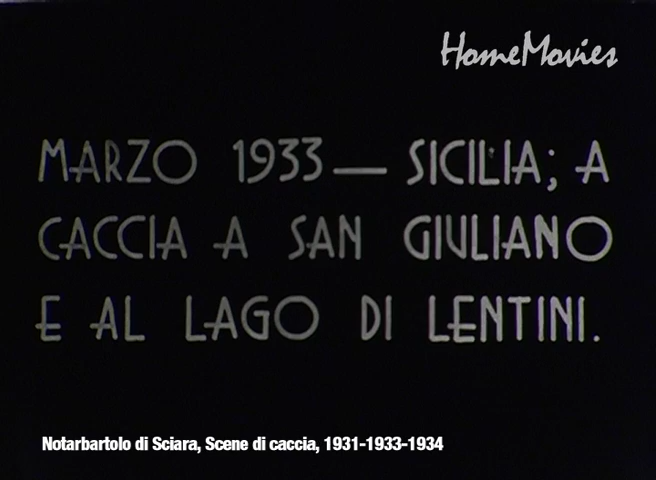 HomeMovies
MARZO 1933 — SICILIA; A
CACCIA A SAN GIULIANO
E AL LAGO DI LENTINI.
Notarbartolo di Sciara, Scene di caccia, 1931-1933-1934